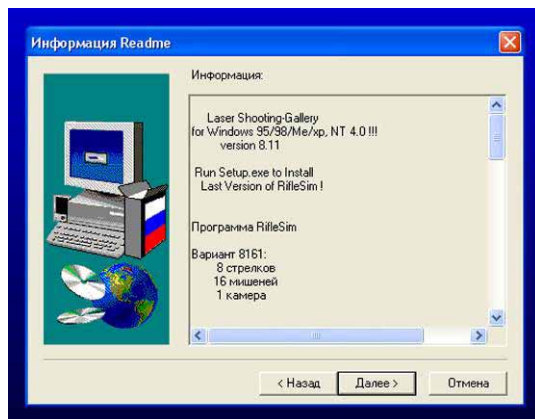 Информация Readme
Информация:
Laser Shooting-Gallery
for Windows 95/98/Me/xp, NT 4.0 !!!
version 8.11
Run Setup.exe to Install
Last Version of RifleSim !
Программа RifleSim
Вариант 8161:
8 стрелков
16 мишеней
1 камера
< Назад
Далее >
Отмена